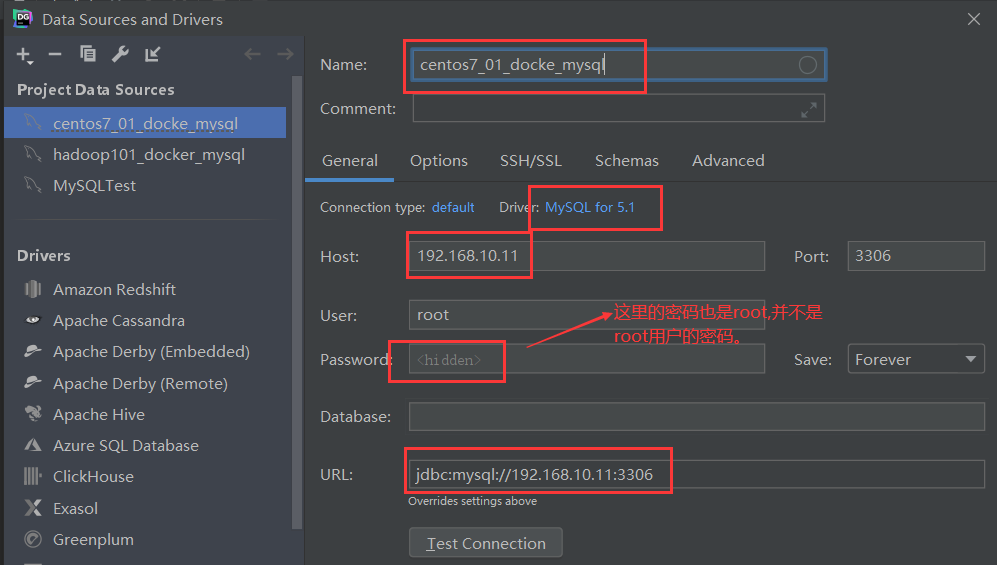 DG Data Sources and Drivers
Project Data Sources
centos7_01_docke_mysql
hadoop101_docker_mysql
MySQLTest
Drivers
Amazon Redshift
Apache Cassandra
Apache Derby (Embedded)
Apache Derby (Remote)
Apache Hive
Azure SQL Database
ClickHouse
Exasol
Greenplum
Name: centos7_01_docke_mysql
Comment:
General Options SSH/SSL Schemas Advanced
Connection type: default Driver: MySQL for 5.1
Host: 192.168.10.11 Port: 3306
User: root
这里的密码也是root,并不是
root用户的密码。
Password: <hidden> Save: Forever
Database:
URL: jdbc:mysql://192.168.10.11:3306
Overrides settings above
Test Connection